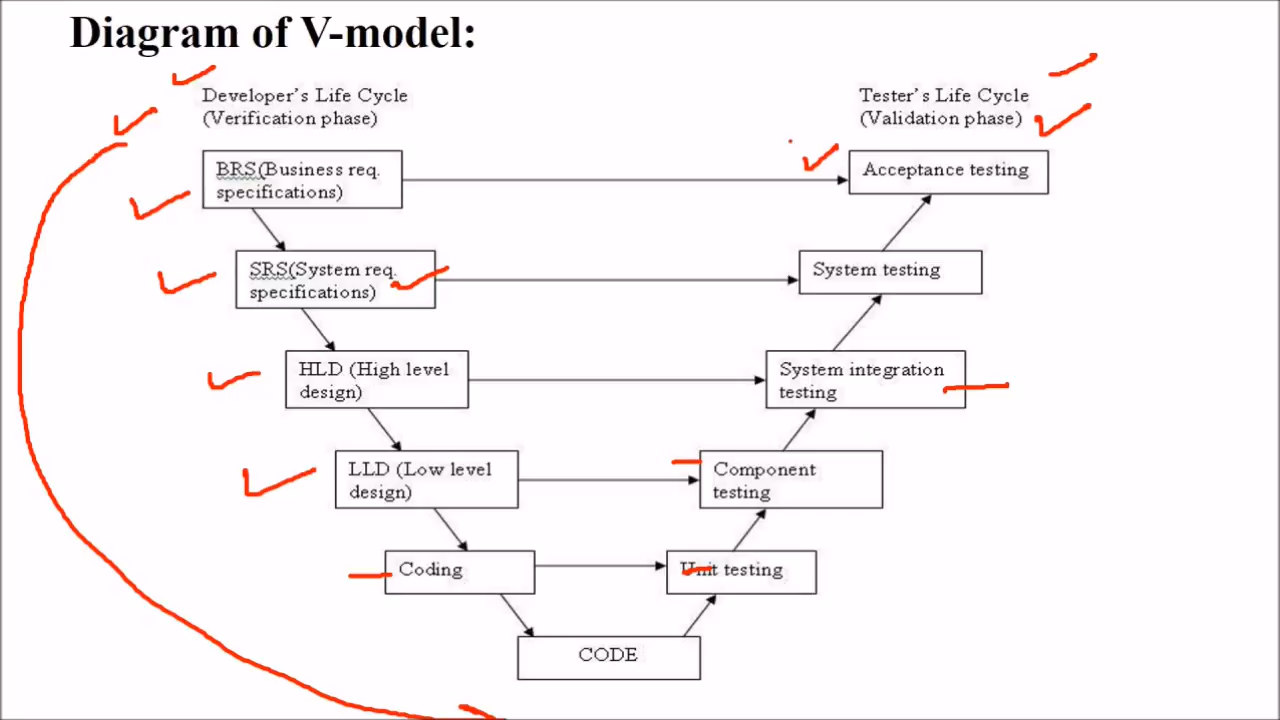 Diagram of V-model:
Developer's Life Cycle
(Verification phase)
Tester's Life Cycle
(Validation phase)
BRS(Business req.
specifications)
Acceptance testing
SRS(System req.
specifications)
System testing
HLD (High level
design)
System integration
testing
LLD (Low level
design)
Component
testing
Coding
Unit testing
CODE